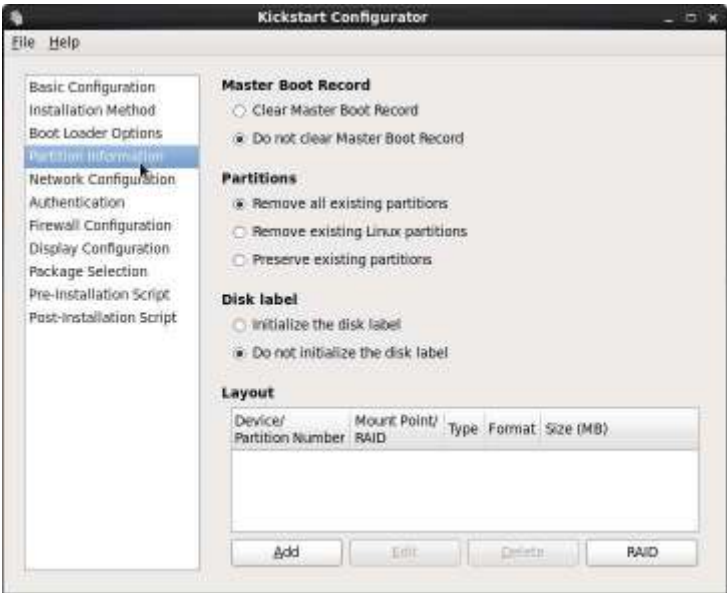 Kickstart Configurator
File Help
Basic Configuration
Installation Method
Boot Loader Options
Partition Information
Network Configuration
Authentication
Firewall Configuration
Display Configuration
Package Selection
Pre-Installation Script
Post-Installation Script
Master Boot Record
Clear Master Boot Record
Do not clear Master Boot Record
Partitions
Remove all existing partitions
Remove existing Linux partitions
Preserve existing partitions
Disk label
Initialize the disk label
Do not initialize the disk label
Layout
Device/
Partition Number
Mount Point/
RAID
Type
Format
Size (MB)
Add
Edit
Delete
RAID